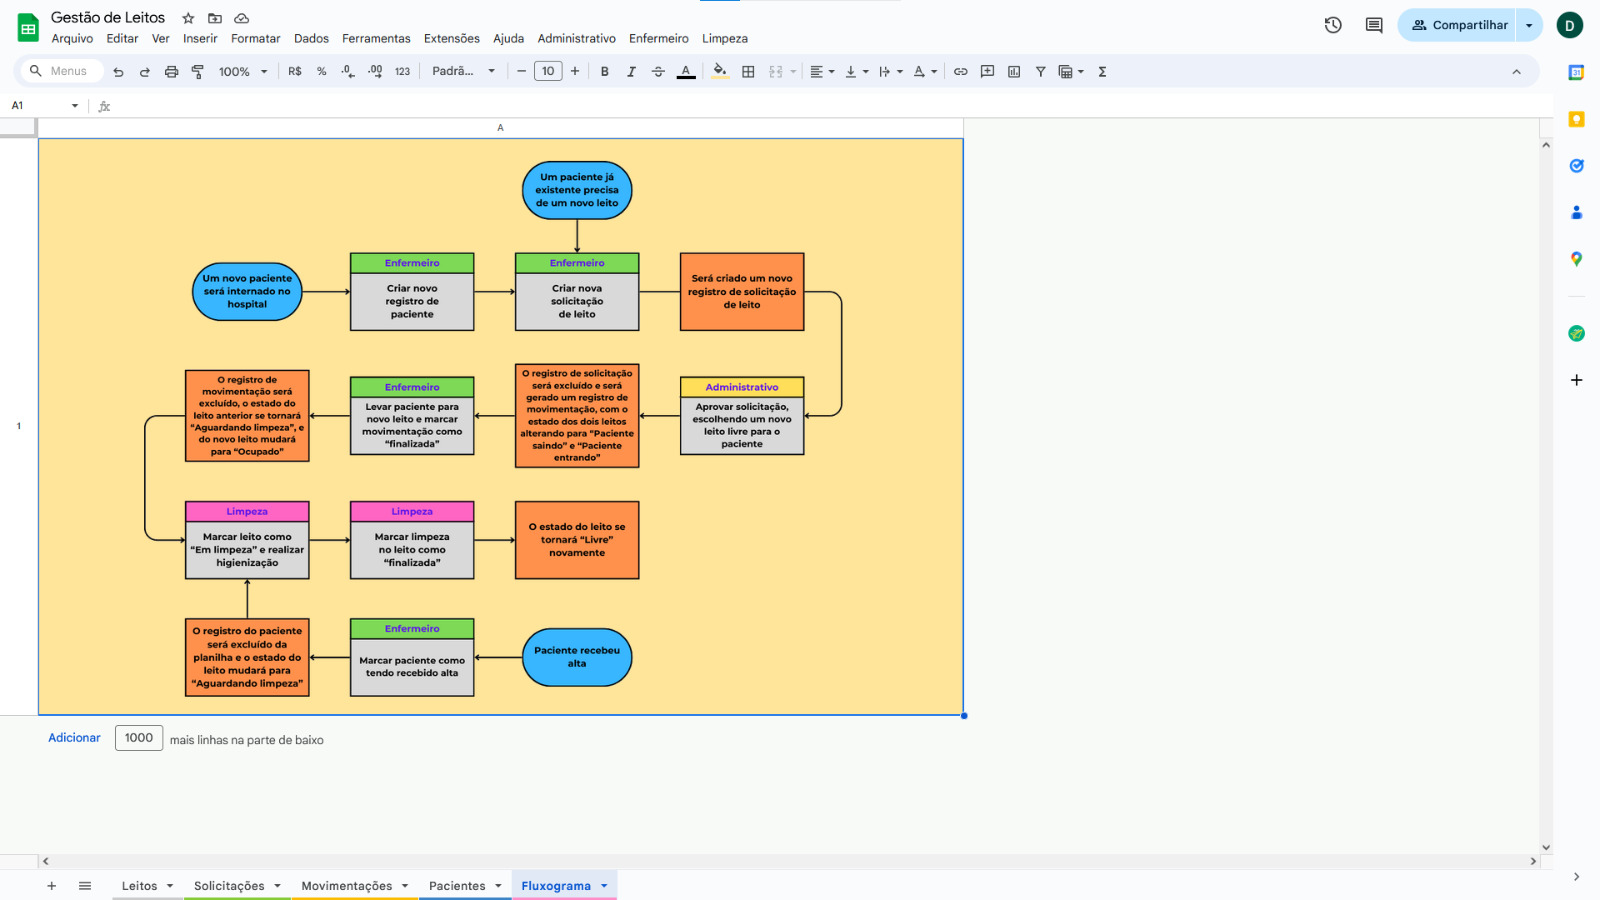 Gestão de Leitos
Arquivo Editar Ver Inserir Formatar Dados Ferramentas Extensões Ajuda Administrativo Enfermeiro Limpeza
Compartilhar
D
Menus 100% R$ % .0 .00 123 Padrã... − 10 + B I A Σ
31
A1 fx
A
1
Um paciente já
existente precisa
de um novo leito
Um novo paciente
será internado no
hospital
Enfermeiro
Criar novo
registro de
paciente
Enfermeiro
Criar nova
solicitação
de leito
Será criado um novo
registro de solicitação
de leito
Administrativo
Aprovar solicitação,
escolhendo um novo
leito livre para o
paciente
O registro de solicitação
será excluído e será
gerado um registro de
movimentação, com o
estado dos dois leitos
alterando para “Paciente
saindo” e “Paciente
entrando”
Enfermeiro
Levar paciente para
novo leito e marcar
movimentação como
“finalizada”
O registro de
movimentação será
excluído, o estado do
leito anterior se tornará
“Aguardando limpeza”, e
do novo leito mudará
para “Ocupado”
Limpeza
Marcar leito como
“Em limpeza” e realizar
higienização
Limpeza
Marcar limpeza
no leito como
“finalizada”
O estado do leito se
tornará “Livre”
novamente
O registro do paciente
será excluído da
planilha e o estado do
leito mudará para
“Aguardando limpeza”
Enfermeiro
Marcar paciente como
tendo recebido alta
Paciente recebeu
alta
Adicionar 1000 mais linhas na parte de baixo
Leitos Solicitações Movimentações Pacientes Fluxograma